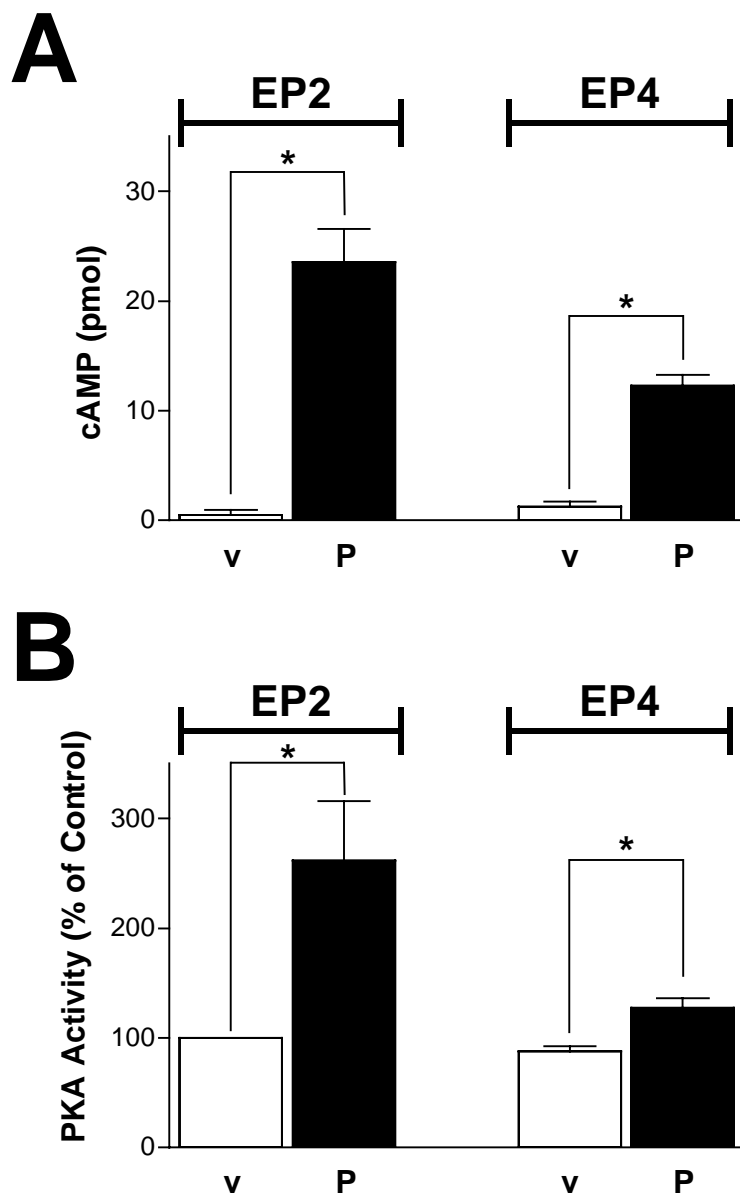 A
EP2 EP4
* *
cAMP (pmol)
30
20
10
0
v P v P
B
EP2 EP4
* *
PKA Activity (% of Control)
300
200
100
0
v P v P